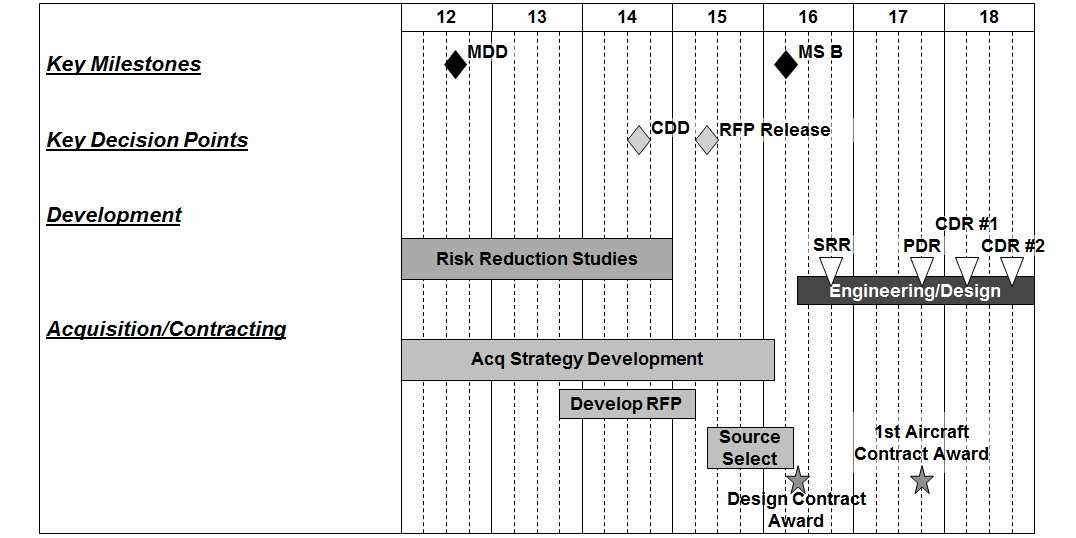 12 13 14 15 16 17 18
Key Milestones
MDD
MS B
Key Decision Points
CDD
RFP Release
Development
CDR #1
SRR
PDR
CDR #2
Risk Reduction Studies
Engineering/Design
Acquisition/Contracting
Acq Strategy Development
Develop RFP
Source
Select
1st Aircraft
Contract Award
Design Contract
Award